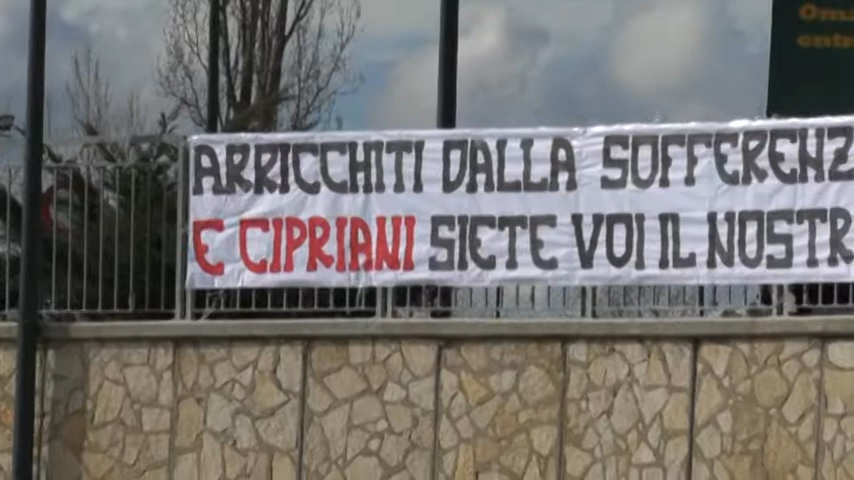 ARRICCHITI DALLA SOFFERENZ
E CIPRIANI SIETE VOI IL NOSTR